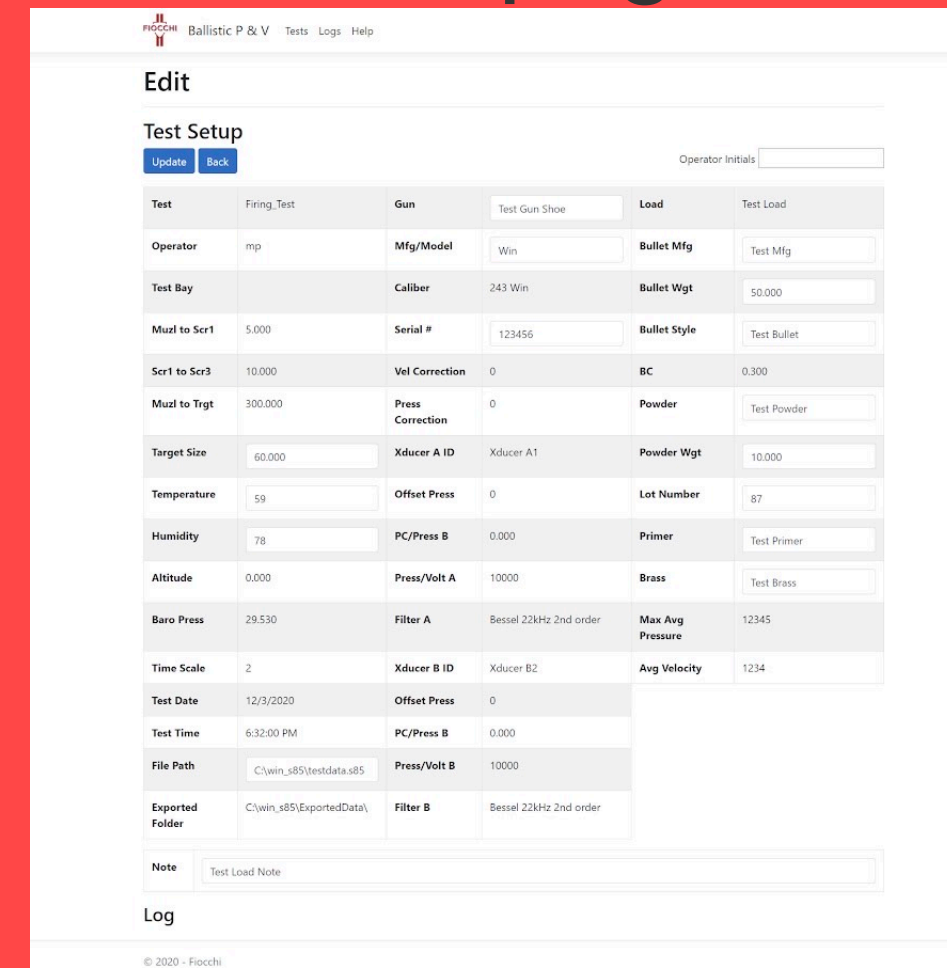 FIOCCHI
Ballistic P & V Tests Logs Help
Edit
Test Setup
Update Back Operator Initials
Test Firing_Test Gun Test Gun Shoe Load Test Load
Operator mp Mfg/Model Win Bullet Mfg Test Mfg
Test Bay Caliber 243 Win Bullet Wgt 50.000
Muzl to Scr1 5.000 Serial # 123456 Bullet Style Test Bullet
Scr1 to Scr3 10.000 Vel Correction 0 BC 0.300
Muzl to Trgt 300.000 Press 0 Powder Test Powder
Correction
Target Size 60.000 Xducer A ID Xducer A1 Powder Wgt 10.000
Temperature 59 Offset Press 0 Lot Number 87
Humidity 78 PC/Press B 0.000 Primer Test Primer
Altitude 0.000 Press/Volt A 10000 Brass Test Brass
Baro Press 29.530 Filter A Bessel 22kHz 2nd order Max Avg 12345
Pressure
Time Scale 2 Xducer B ID Xducer B2 Avg Velocity 1234
Test Date 12/3/2020 Offset Press 0
Test Time 6:32:00 PM PC/Press B 0.000
File Path C:\win_s85\testdata.s85 Press/Volt B 10000
Exported C:\win_s85\ExportedData\ Filter B Bessel 22kHz 2nd order
Folder
Note Test Load Note
Log
© 2020 - Fiocchi